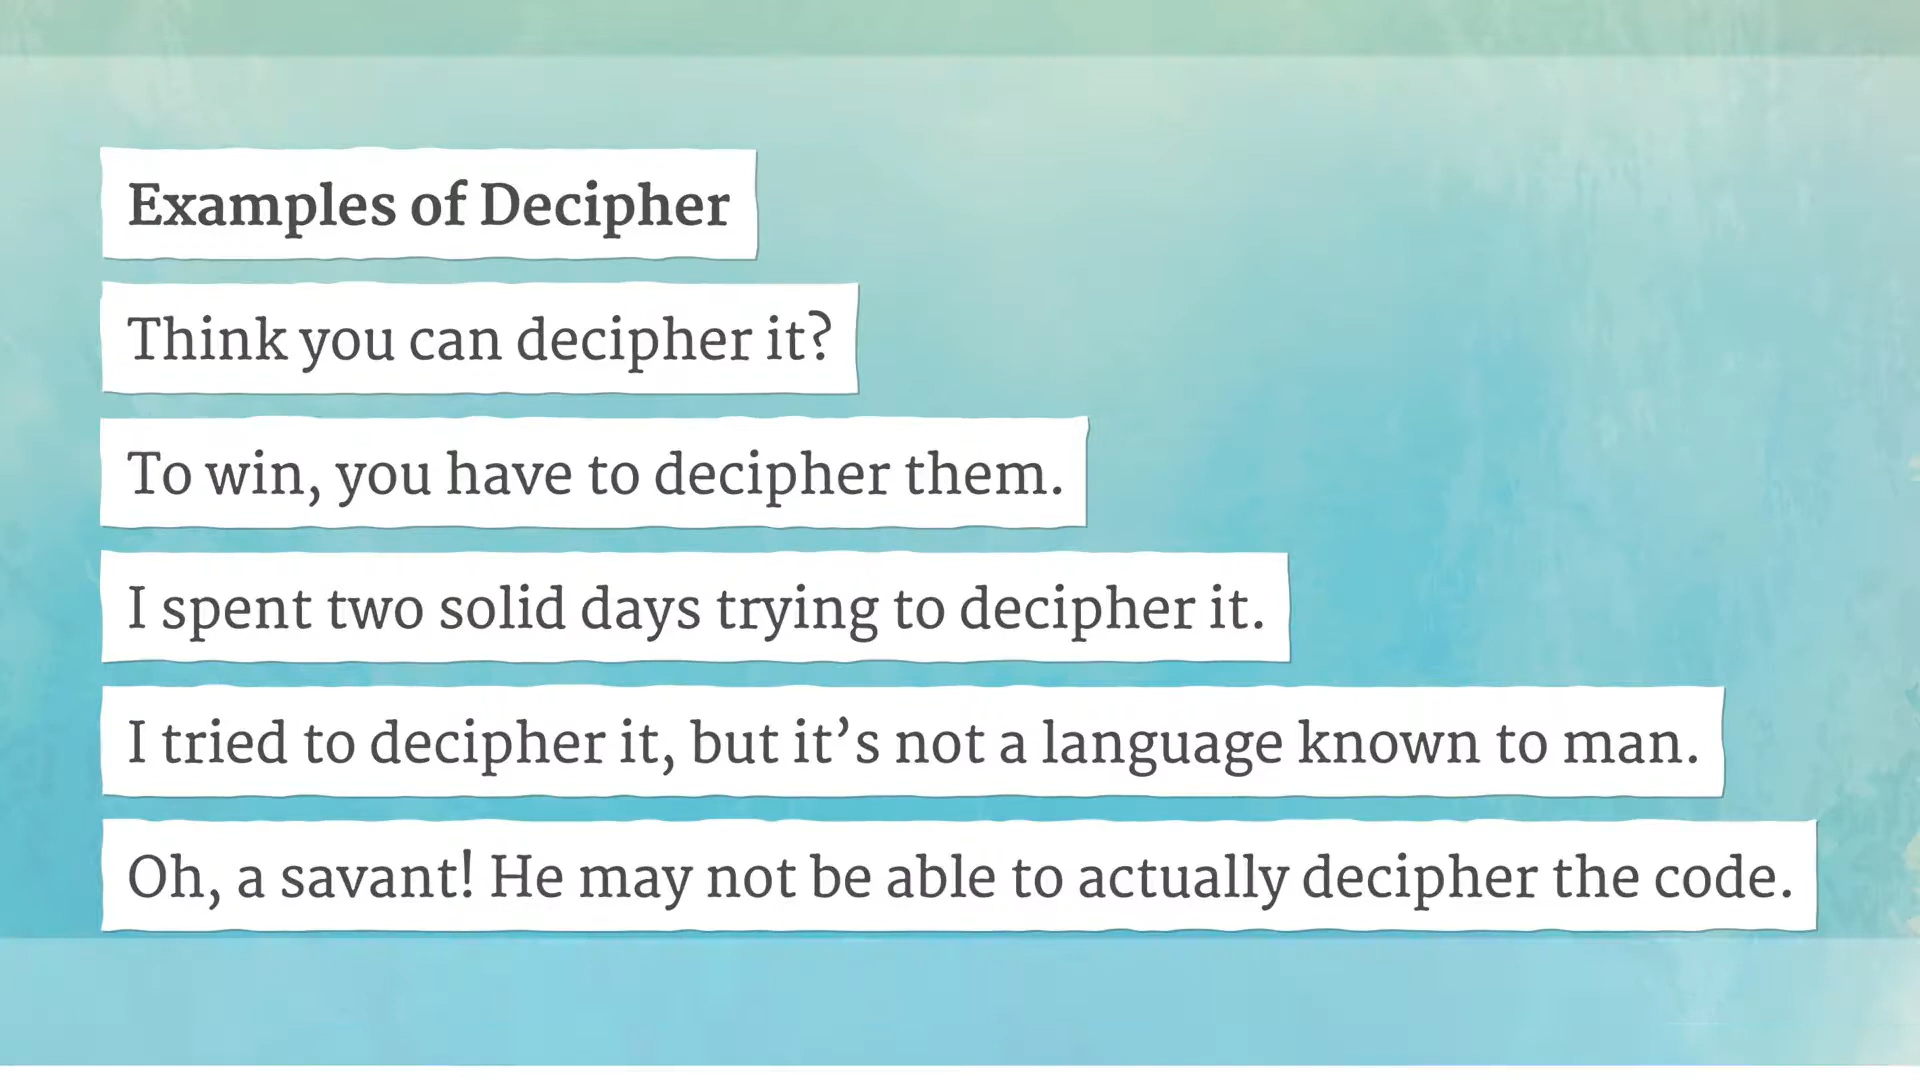 Examples of Decipher
Think you can decipher it?
To win, you have to decipher them.
I spent two solid days trying to decipher it.
I tried to decipher it, but it’s not a language known to man.
Oh, a savant! He may not be able to actually decipher the code.